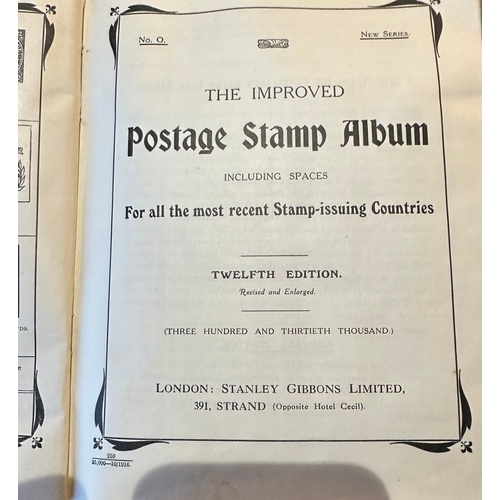 No. O.
New Series.
THE IMPROVED
Postage Stamp Album
INCLUDING SPACES
For all the most recent Stamp-issuing Countries
TWELFTH EDITION.
Revised and Enlarged.
(THREE HUNDRED AND THIRTIETH THOUSAND.)
LONDON: STANLEY GIBBONS LIMITED,
391, STRAND (Opposite Hotel Cecil).